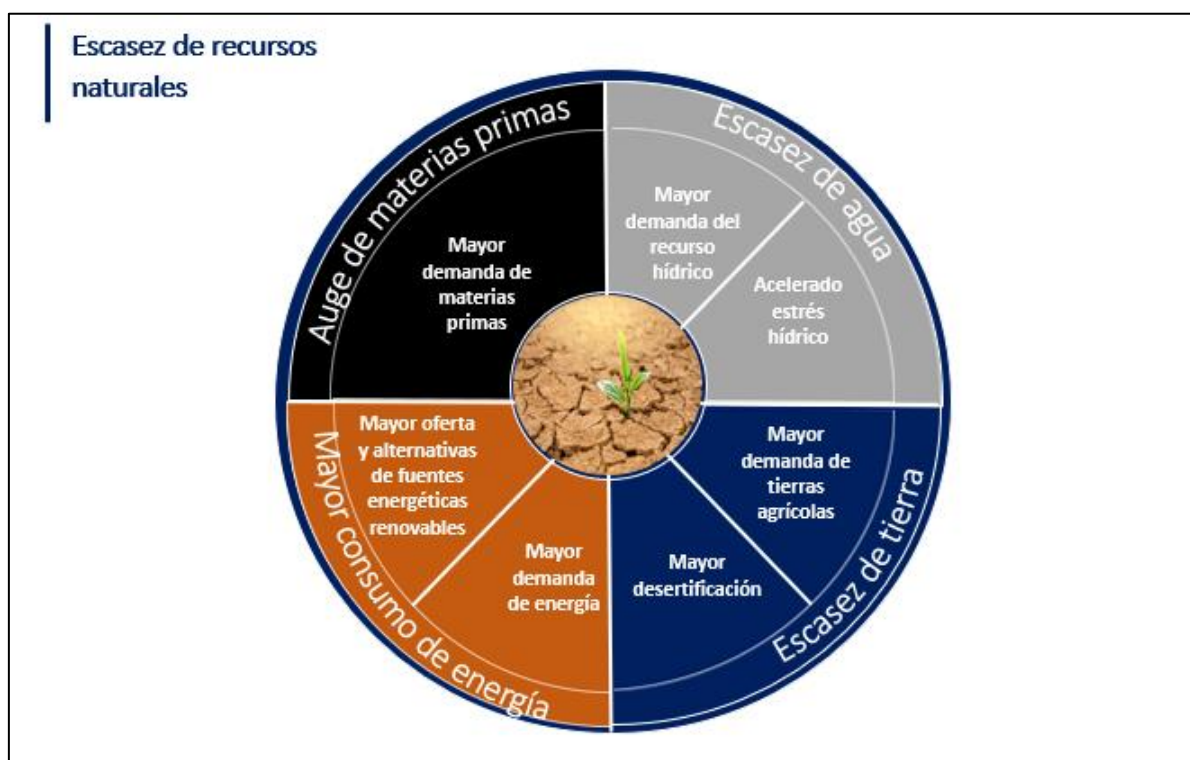 Escasez de recursos
naturales
Auge de materias primas
Mayor
demanda de
materias
primas
Escasez de agua
Mayor
demanda del
recurso
hídrico
Acelerado
estrés
hídrico
Mayor consumo de energía
Mayor oferta
y alternativas
de fuentes
energéticas
renovables
Mayor
demanda
de energía
Escasez de tierra
Mayor
demanda de
tierras
agrícolas
Mayor
desertificación